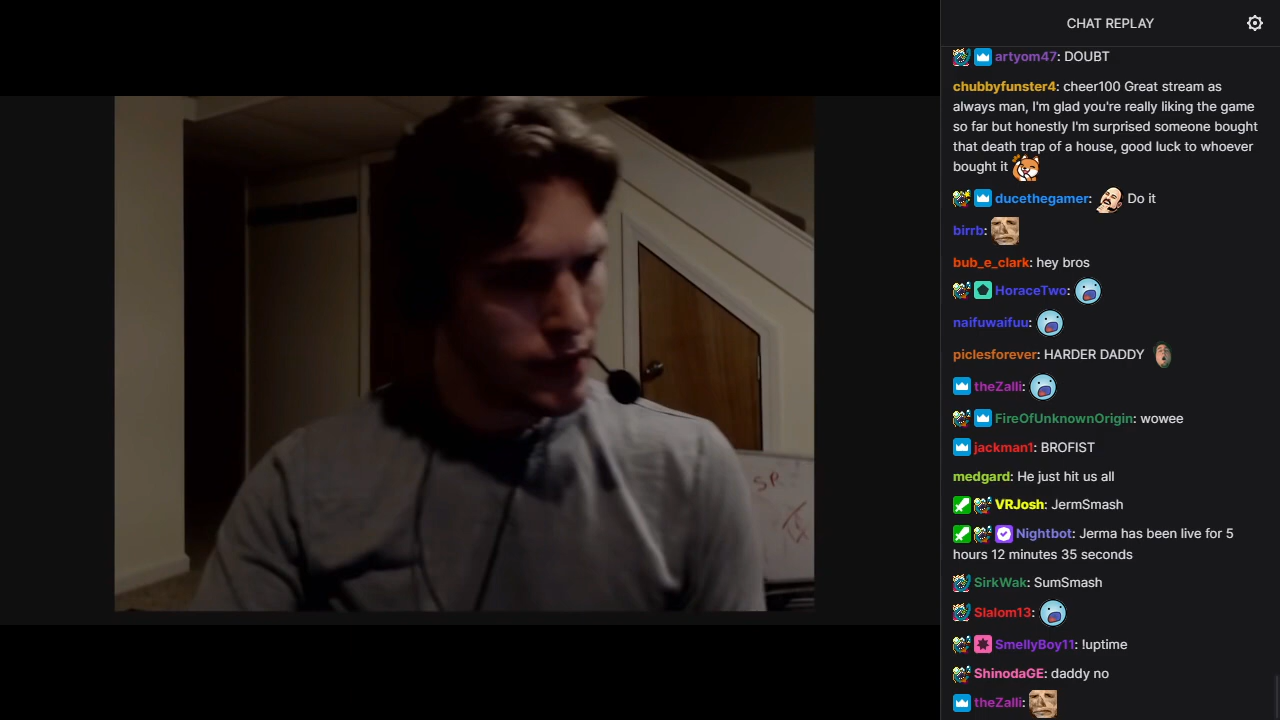 CHAT REPLAY
artyom47: DOUBT
chubbyfunster4: cheer100 Great stream as
always man, I'm glad you're really liking the game
so far but honestly I'm surprised someone bought
that death trap of a house, good luck to whoever
bought it
ducethegamer: Do it
birrb:
bub_e_clark: hey bros
HoraceTwo:
naifuwaifuu:
piclesforever: HARDER DADDY
theZalli:
FireOfUnknownOrigin: wowee
jackman1: BROFIST
medgard: He just hit us all
VRJosh: JermSmash
Nightbot: Jerma has been live for 5
hours 12 minutes 35 seconds
SirkWak: SumSmash
Slalom13:
SmellyBoy11: !uptime
ShinodaGE: daddy no
theZalli:
SP